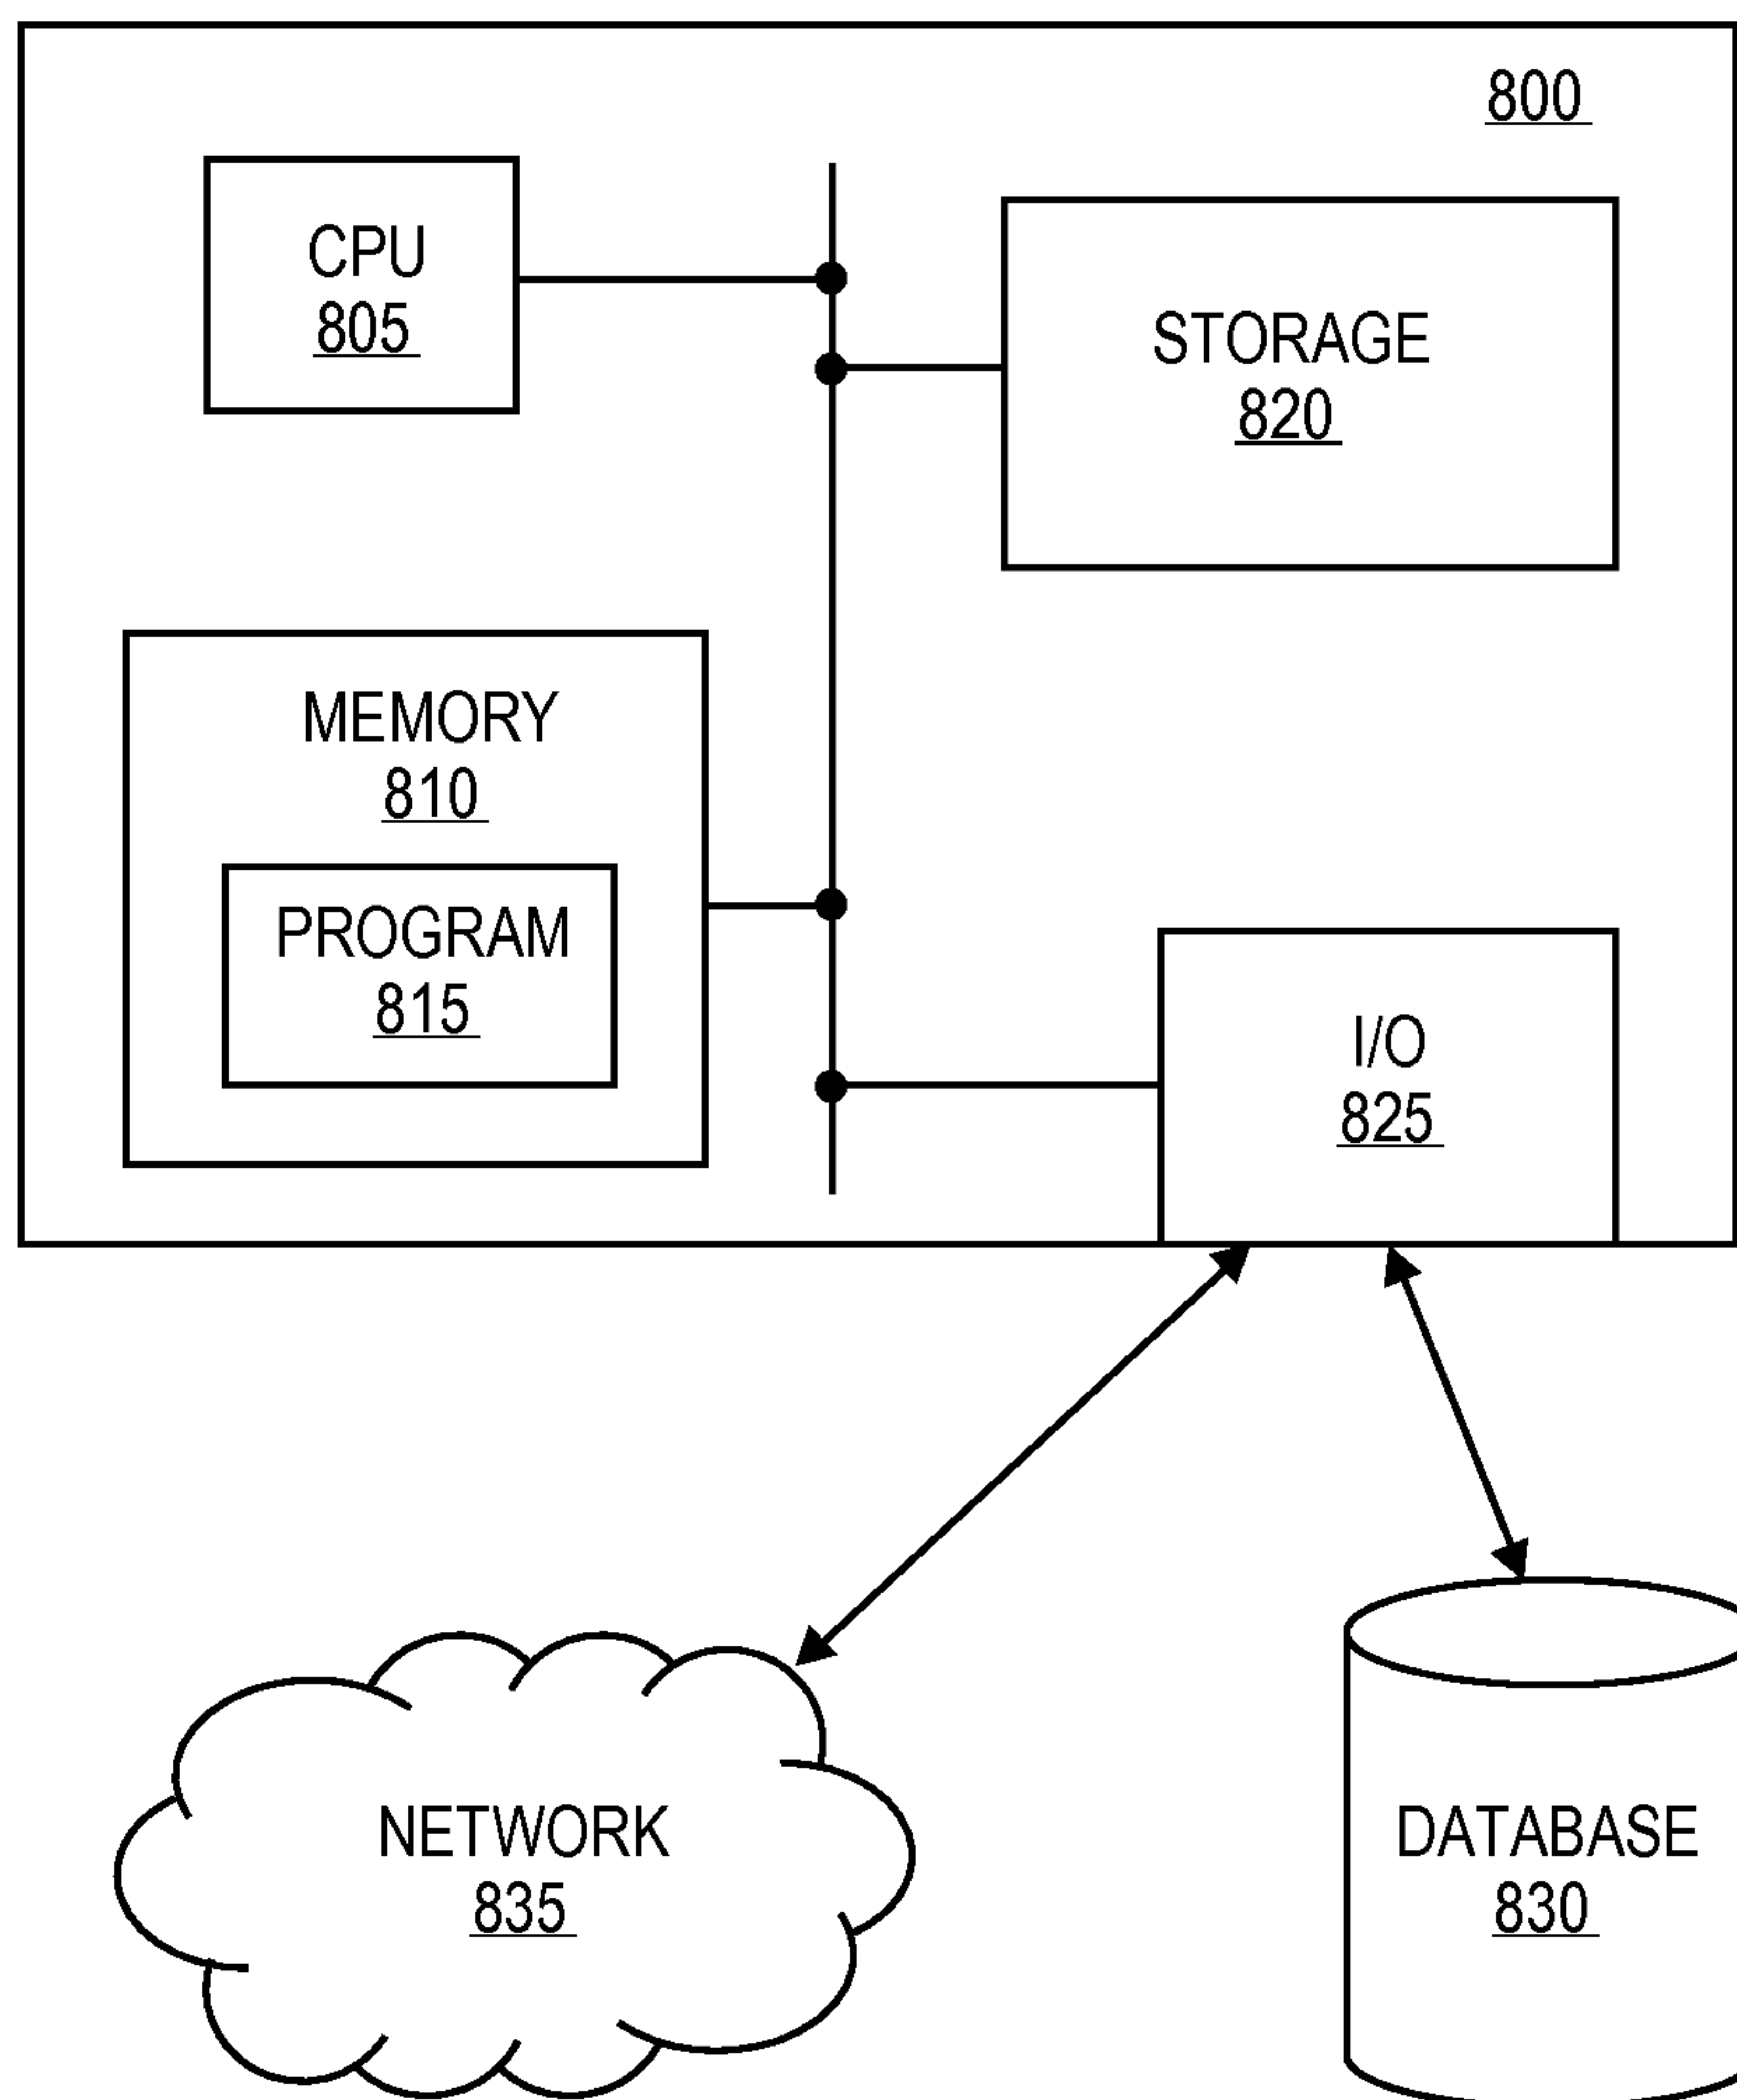 800
CPU
805
STORAGE
820
MEMORY
810
PROGRAM
815
I/O
825
NETWORK
835
DATABASE
830